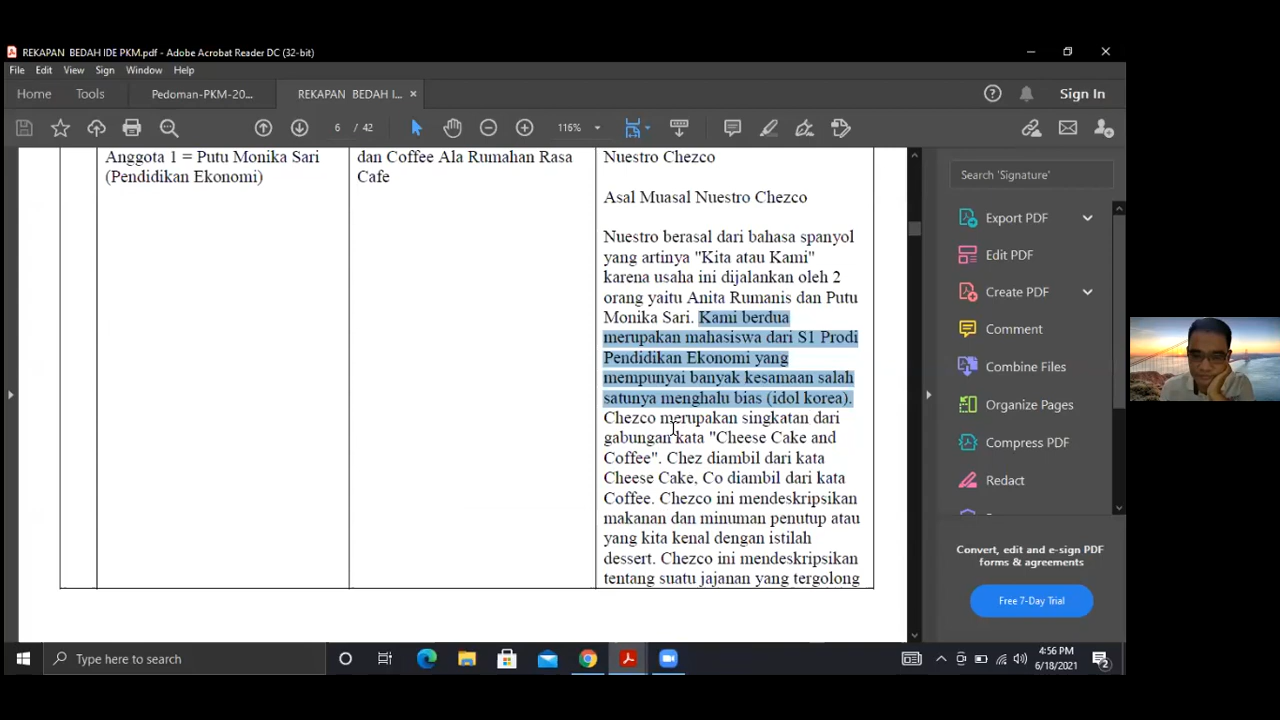 REKAPAN BEDAH IDE PKM.pdf - Adobe Acrobat Reader DC (32-bit)
File Edit View Sign Window Help
Home Tools Pedoman-PKM-20... REKAPAN BEDAH I... × ? Sign In
6 / 42 116%
Anggota 1 = Putu Monika Sari
(Pendidikan Ekonomi)
dan Coffee Ala Rumahan Rasa
Cafe
Nuestro Chezco
Asal Muasal Nuestro Chezco
Nuestro berasal dari bahasa spanyol
yang artinya "Kita atau Kami"
karena usaha ini dijalankan oleh 2
orang yaitu Anita Rumanis dan Putu
Monika Sari. Kami berdua
merupakan mahasiswa dari S1 Prodi
Pendidikan Ekonomi yang
mempunyai banyak kesamaan salah
satunya menghalu bias (idol korea).
Chezco merupakan singkatan dari
gabungan kata "Cheese Cake and
Coffee". Chez diambil dari kata
Cheese Cake, Co diambil dari kata
Coffee. Chezco ini mendeskripsikan
makanan dan minuman penutup atau
yang kita kenal dengan istilah
dessert. Chezco ini mendeskripsikan
tentang suatu jajanan yang tergolong
Search 'Signature'
Export PDF
Edit PDF
Create PDF
Comment
Combine Files
Organize Pages
Compress PDF
Redact
Convert, edit and e-sign PDF
forms & agreements
Free 7-Day Trial
Type here to search
4:56 PM
6/18/2021
2